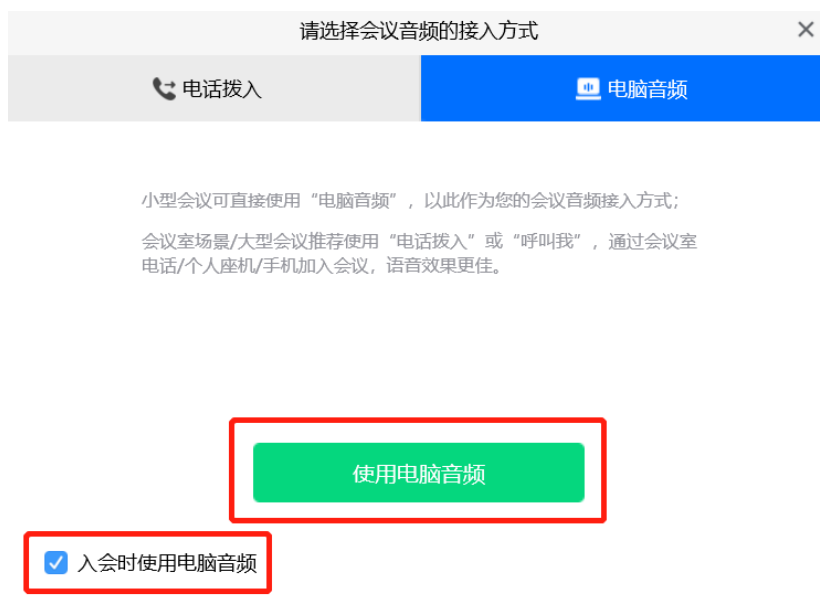 请选择会议音频的接入方式
电话拨入
电脑音频
小型会议可直接使用“电脑音频”，以此作为您的会议音频接入方式；
会议室场景/大型会议推荐使用“电话拨入”或“呼叫我”，通过会议室
电话/个人座机/手机加入会议，语音效果更佳。
使用电脑音频
入会时使用电脑音频